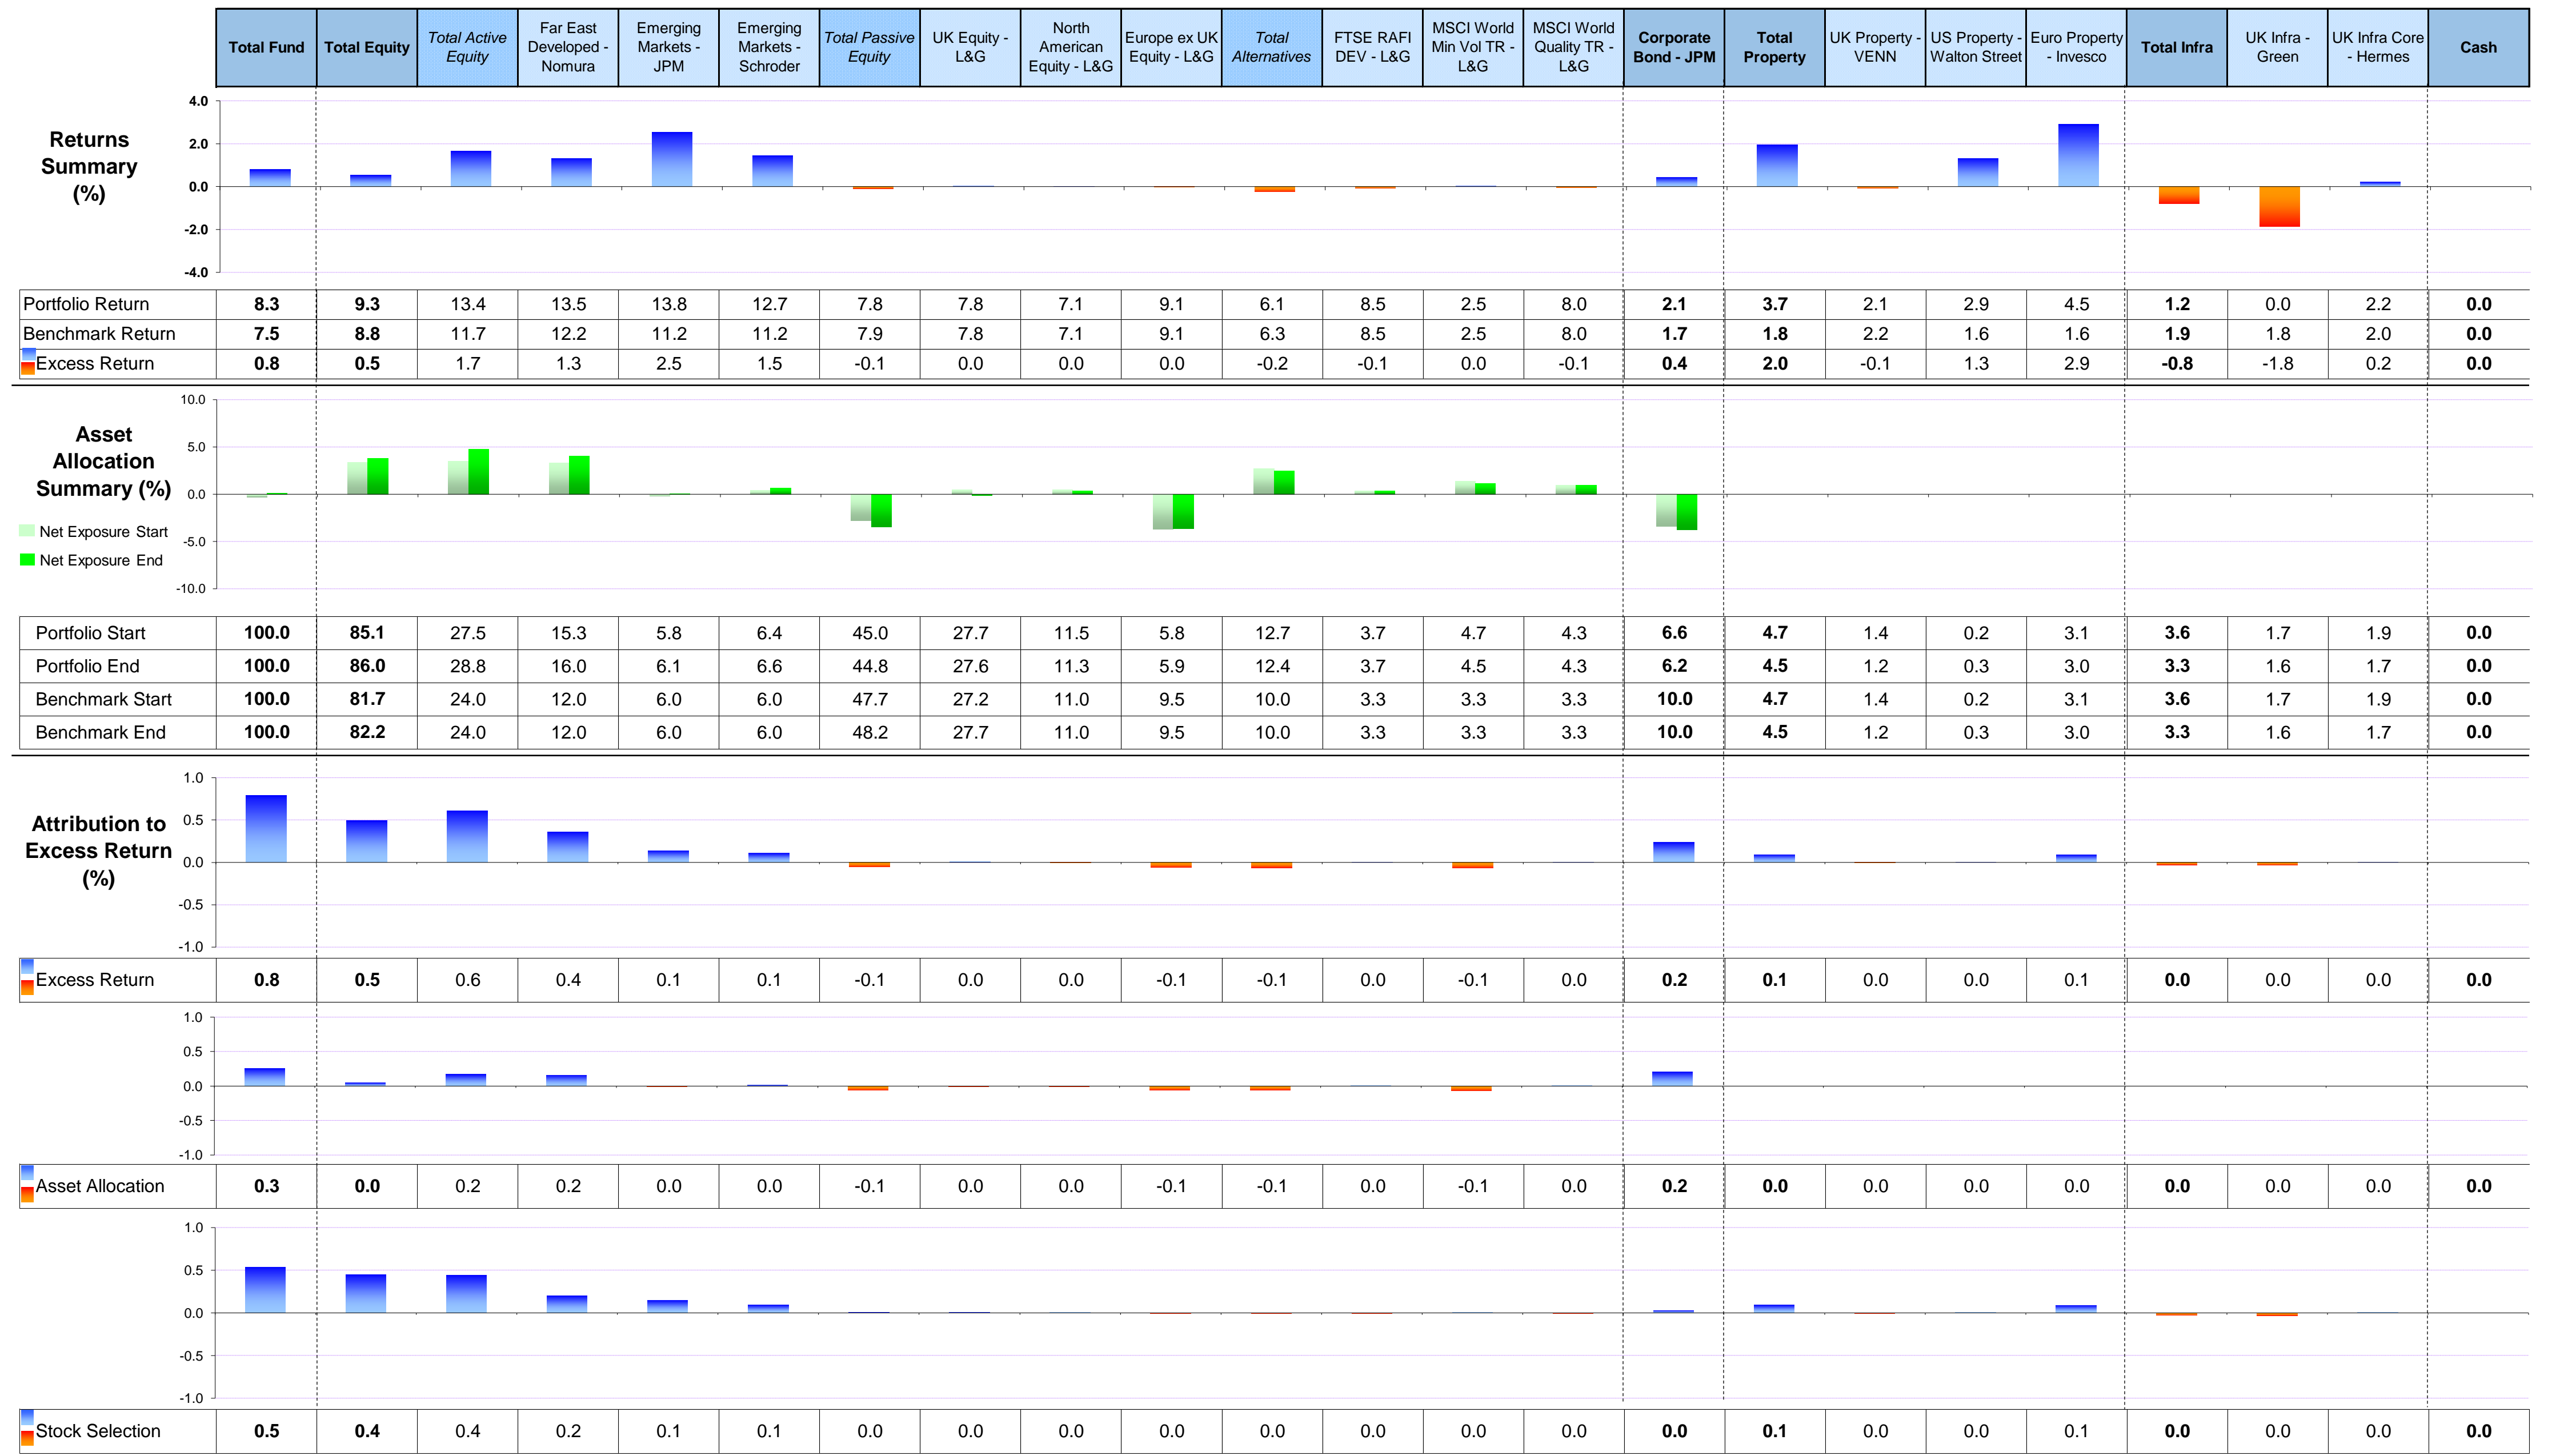 Total Fund Total Equity Total Active Equity Far East Developed - Nomura Emerging Markets - JPM Emerging Markets - Schroder Total Passive Equity UK Equity - L&G North American Equity - L&G Europe ex UK Equity - L&G Total Alternatives FTSE RAFI DEV - L&G MSCI World Min Vol TR - L&G MSCI World Quality TR - L&G Corporate Bond - JPM Total Property UK Property - VENN US Property - Walton Street Euro Property - Invesco Total Infra UK Infra - Green UK Infra Core - Hermes Cash
Returns
Summary
(%)
4.0
2.0
0.0
-2.0
-4.0
Portfolio Return 8.3 9.3 13.4 13.5 13.8 12.7 7.8 7.8 7.1 9.1 6.1 8.5 2.5 8.0 2.1 3.7 2.1 2.9 4.5 1.2 0.0 2.2 0.0
Benchmark Return 7.5 8.8 11.7 12.2 11.2 11.2 7.9 7.8 7.1 9.1 6.3 8.5 2.5 8.0 1.7 1.8 2.2 1.6 1.6 1.9 1.8 2.0 0.0
Excess Return 0.8 0.5 1.7 1.3 2.5 1.5 -0.1 0.0 0.0 0.0 -0.2 -0.1 0.0 -0.1 0.4 2.0 -0.1 1.3 2.9 -0.8 -1.8 0.2 0.0
Asset
Allocation
Summary (%)
Net Exposure Start
Net Exposure End
10.0
5.0
0.0
-5.0
-10.0
Portfolio Start 100.0 85.1 27.5 15.3 5.8 6.4 45.0 27.7 11.5 5.8 12.7 3.7 4.7 4.3 6.6 4.7 1.4 0.2 3.1 3.6 1.7 1.9 0.0
Portfolio End 100.0 86.0 28.8 16.0 6.1 6.6 44.8 27.6 11.3 5.9 12.4 3.7 4.5 4.3 6.2 4.5 1.2 0.3 3.0 3.3 1.6 1.7 0.0
Benchmark Start 100.0 81.7 24.0 12.0 6.0 6.0 47.7 27.2 11.0 9.5 10.0 3.3 3.3 3.3 10.0 4.7 1.4 0.2 3.1 3.6 1.7 1.9 0.0
Benchmark End 100.0 82.2 24.0 12.0 6.0 6.0 48.2 27.7 11.0 9.5 10.0 3.3 3.3 3.3 10.0 4.5 1.2 0.3 3.0 3.3 1.6 1.7 0.0
Attribution to
Excess Return
(%)
1.0
0.5
0.0
-0.5
-1.0
Excess Return 0.8 0.5 0.6 0.4 0.1 0.1 -0.1 0.0 0.0 -0.1 -0.1 0.0 -0.1 0.0 0.2 0.1 0.0 0.0 0.1 0.0 0.0 0.0 0.0
1.0
0.5
0.0
-0.5
-1.0
Asset Allocation 0.3 0.0 0.2 0.2 0.0 0.0 -0.1 0.0 0.0 -0.1 -0.1 0.0 -0.1 0.0 0.2 0.0 0.0 0.0 0.0 0.0 0.0 0.0 0.0
1.0
0.5
0.0
-0.5
-1.0
Stock Selection 0.5 0.4 0.4 0.2 0.1 0.1 0.0 0.0 0.0 0.0 0.0 0.0 0.0 0.0 0.0 0.1 0.0 0.0 0.1 0.0 0.0 0.0 0.0